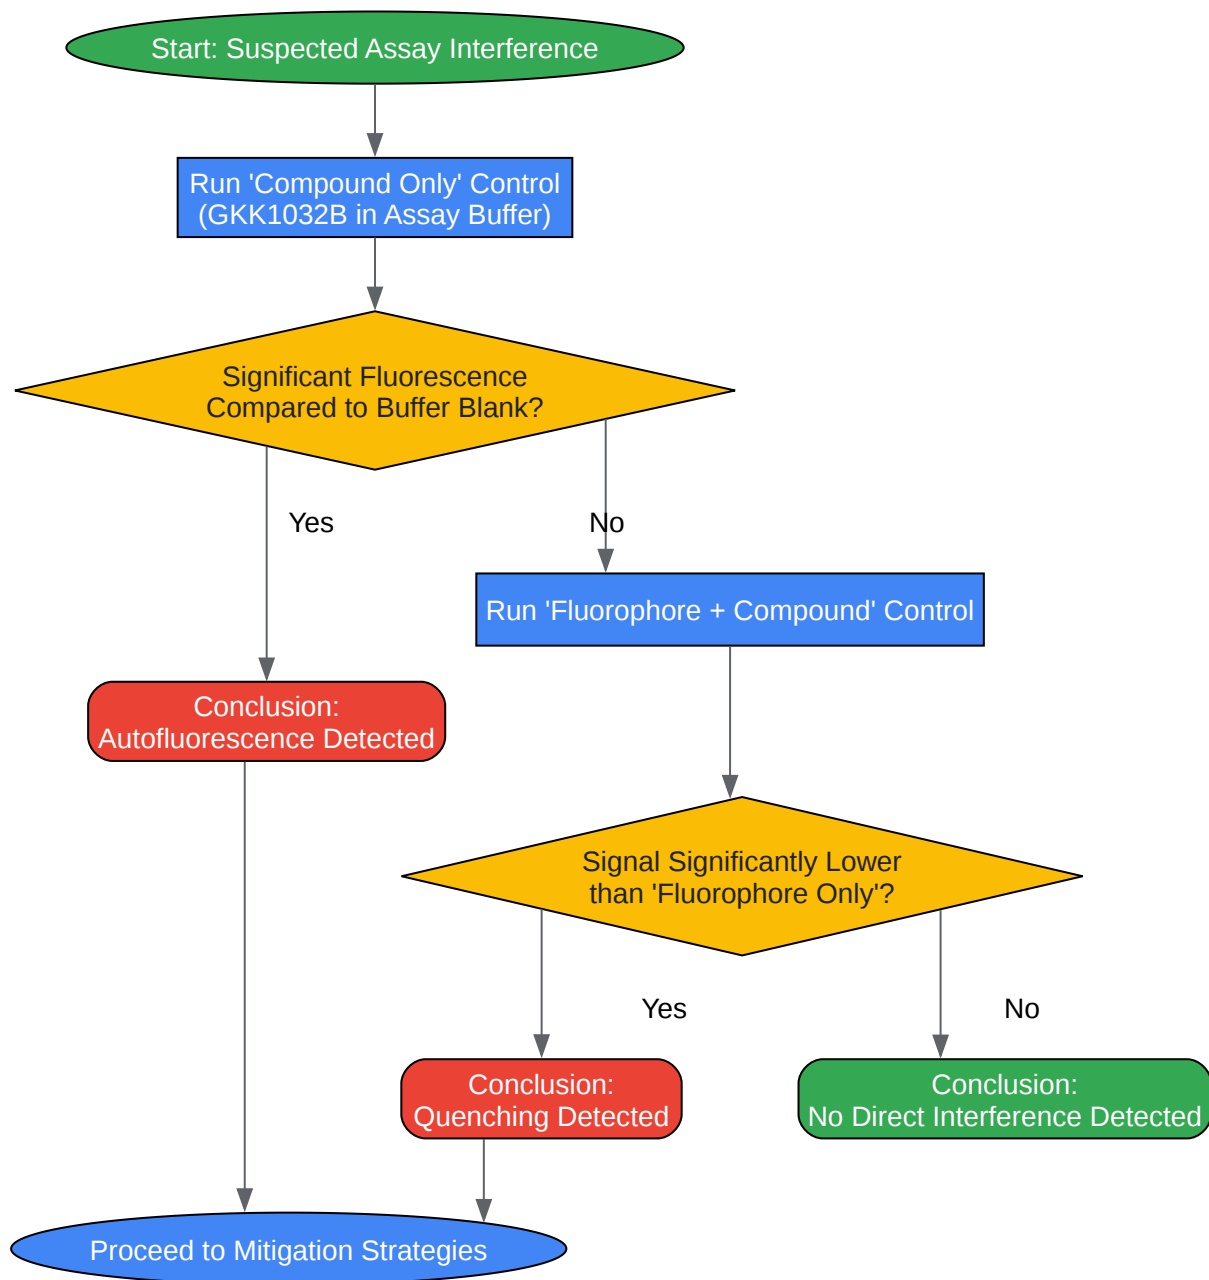 Start: Suspected Assay Interference
Run 'Compound Only' Control
(GKK1032B in Assay Buffer)
Significant Fluorescence
Compared to Buffer Blank?
Yes
No
Run 'Fluorophore + Compound' Control
Conclusion:
Autofluorescence Detected
Signal Significantly Lower
than 'Fluorophore Only'?
Yes
No
Conclusion:
Quenching Detected
Conclusion:
No Direct Interference Detected
Proceed to Mitigation Strategies